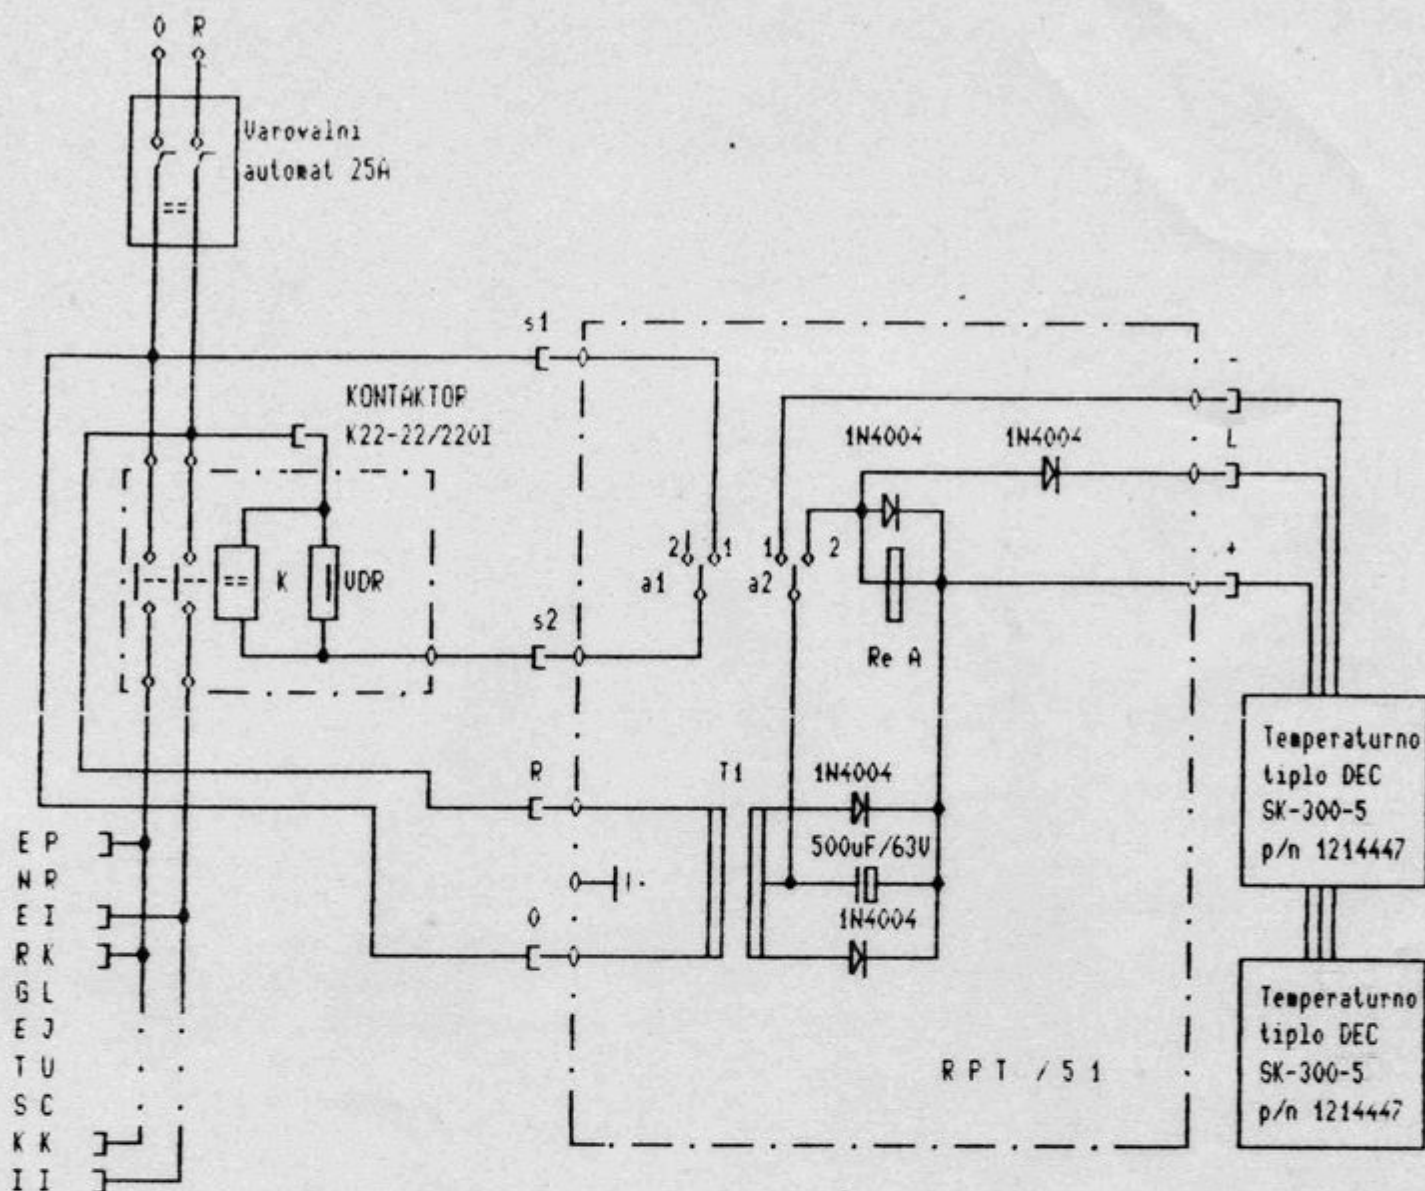 0 R
Varovalni
automat 25A
==
s1
-
KONTAKTOR
K22-22/220I
1N4004
1N4004
L
2
1
1
2
+
==
K
VDR
a1
a2
s2
Re A
R
T1
1N4004
500uF/63V
0
1N4004
Temperaturno
tiplo DEC
SK-300-5
p/n 1214447
Temperaturno
tiplo DEC
SK-300-5
p/n 1214447
R P T / 5 1
E P
N R
E I
R K
G L
E J
T U
S C
K K
I I